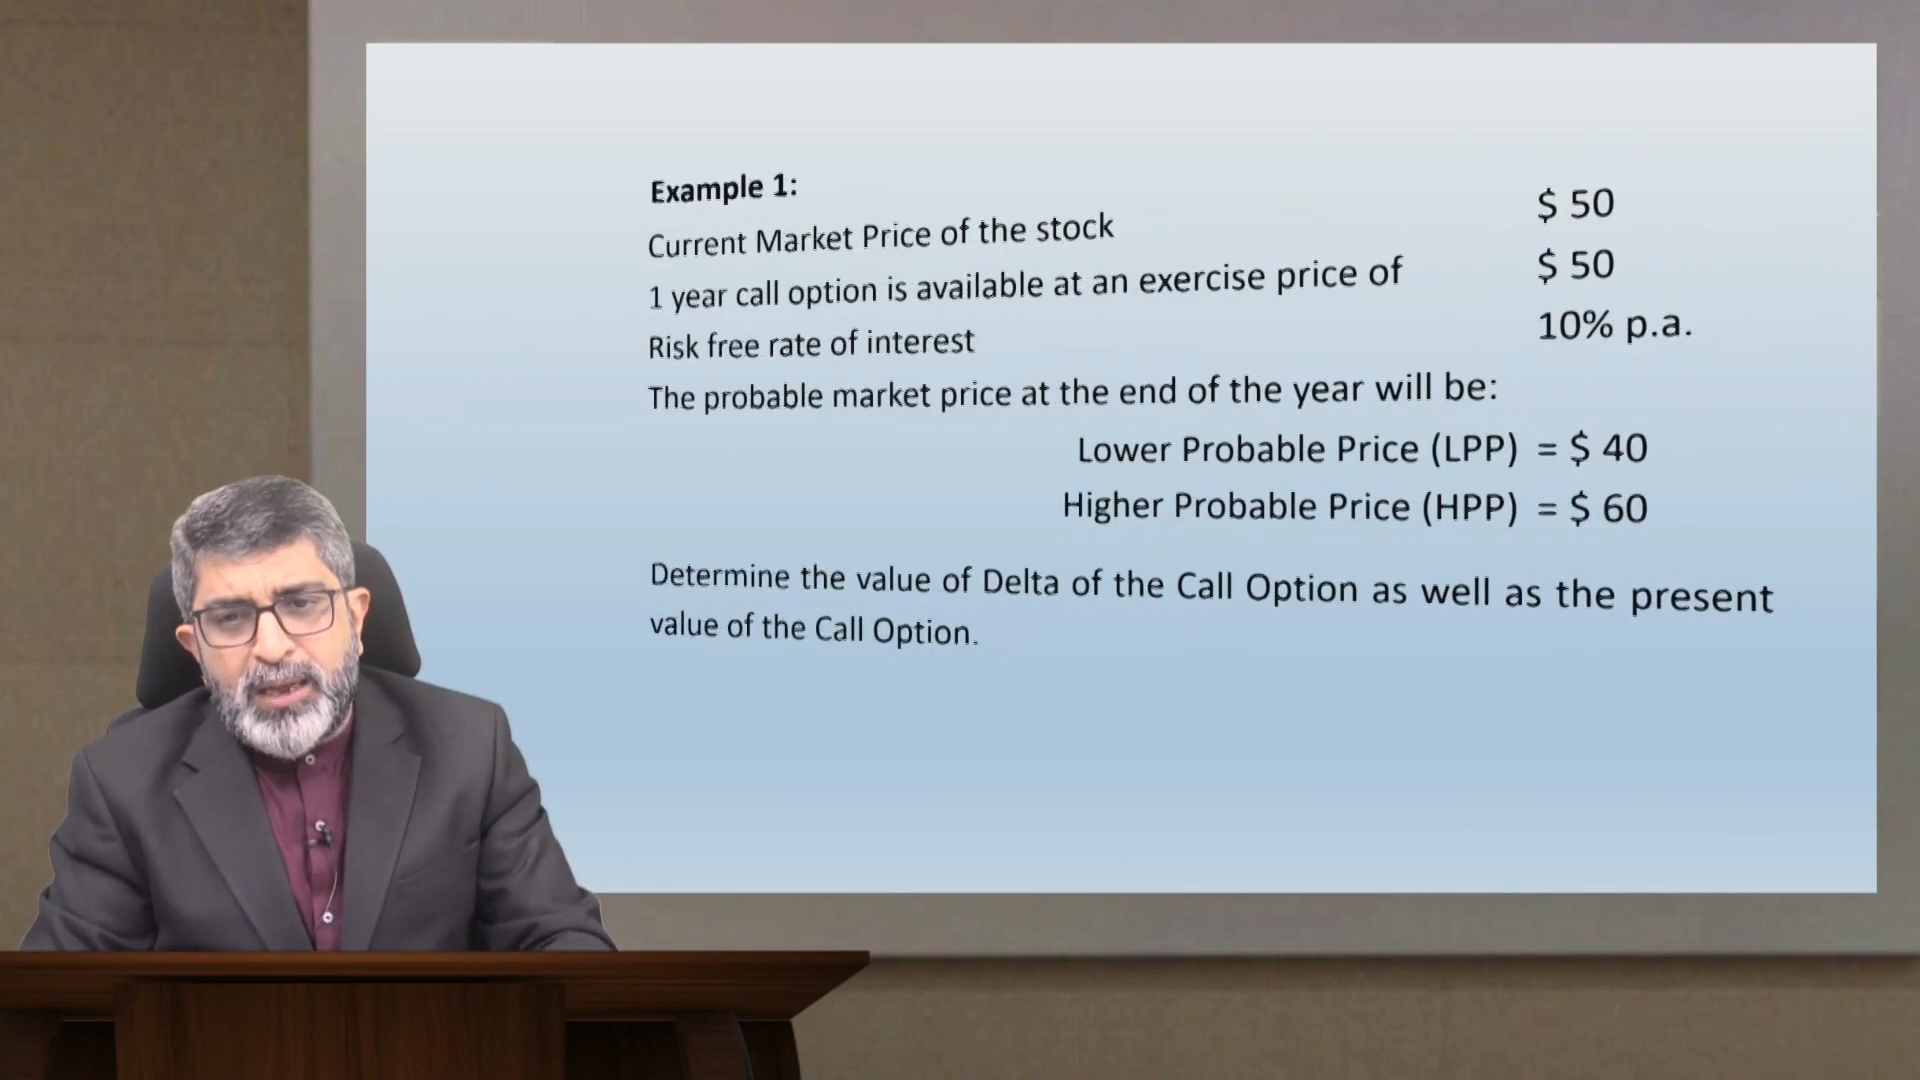 Example 1:
Current Market Price of the stock $ 50
1 year call option is available at an exercise price of $ 50
Risk free rate of interest 10% p.a.
The probable market price at the end of the year will be:
Lower Probable Price (LPP) = $ 40
Higher Probable Price (HPP) = $ 60
Determine the value of Delta of the Call Option as well as the present
value of the Call Option.